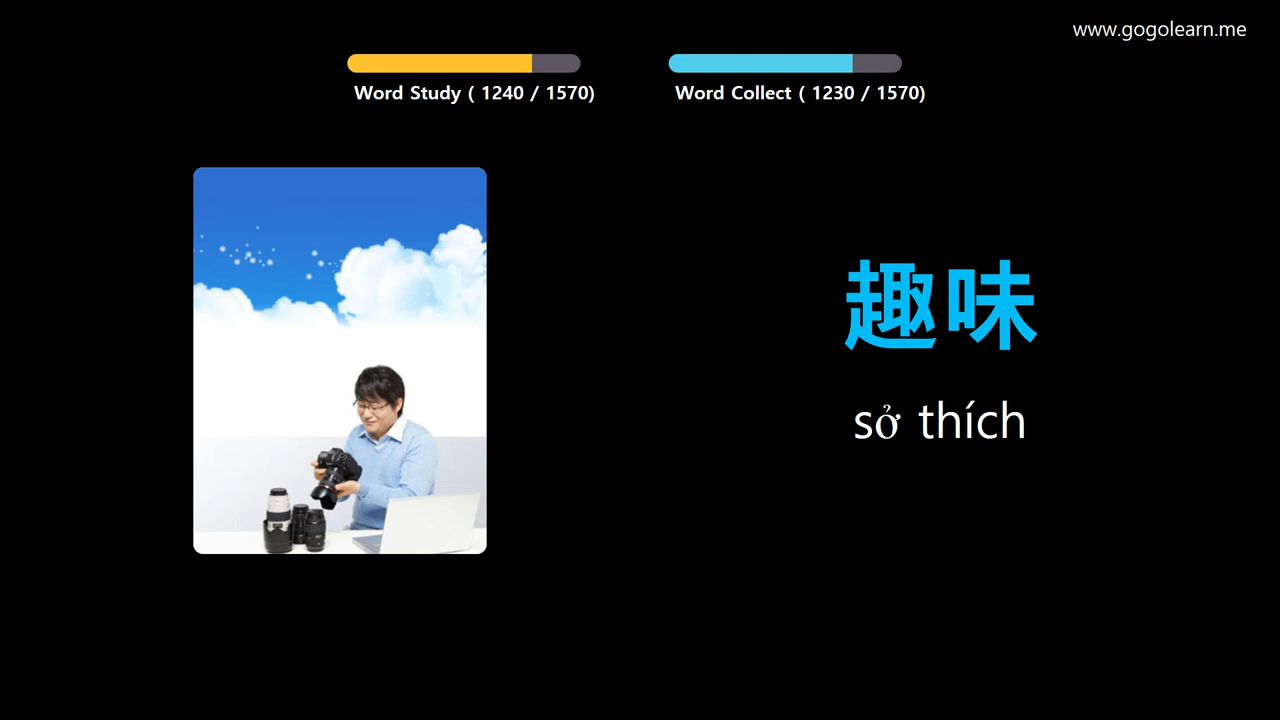 www.gogolearn.me
Word Study ( 1240 / 1570)
Word Collect ( 1230 / 1570)
趣味
sở thích